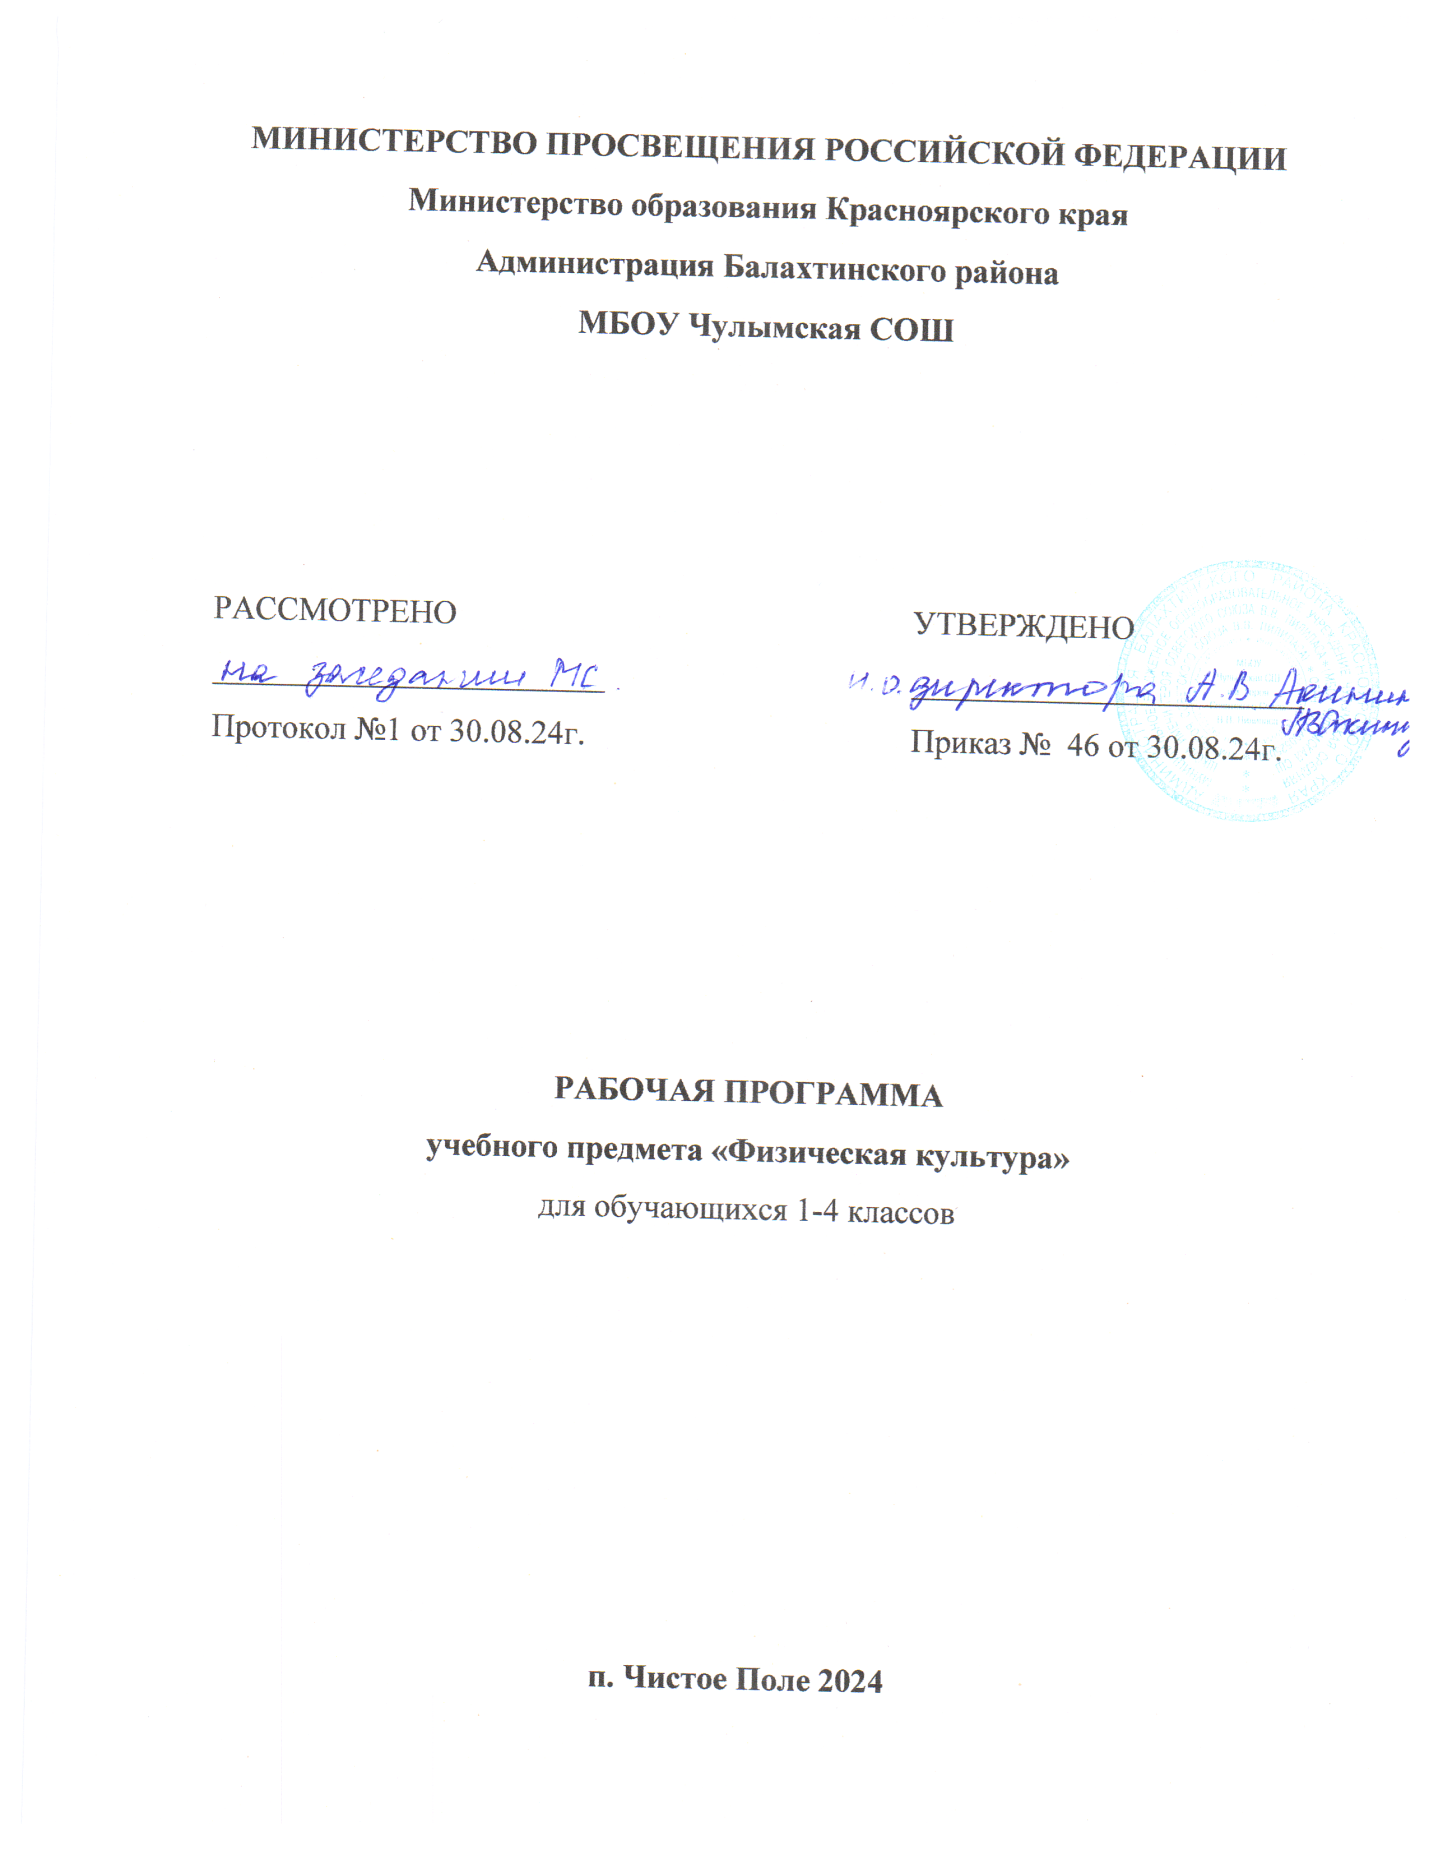 МИНИСТЕРСТВО ПРОСВЕЩЕНИЯ РОССИЙСКОЙ ФЕДЕРАЦИИ
Министерство образования Красноярского края
Администрация Балахтинского района
МБОУ Чулымская СОШ
РАССМОТРЕНО
на заседании МС
Протокол №1 от 30.08.24г.
УТВЕРЖДЕНО
и.о. директора А.В
Приказ № 46 от 30.08.24г.
РАБОЧАЯ ПРОГРАММА
учебного предмета «Физическая культура»
для обучающихся 1-4 классов
п. Чистое Поле 2024